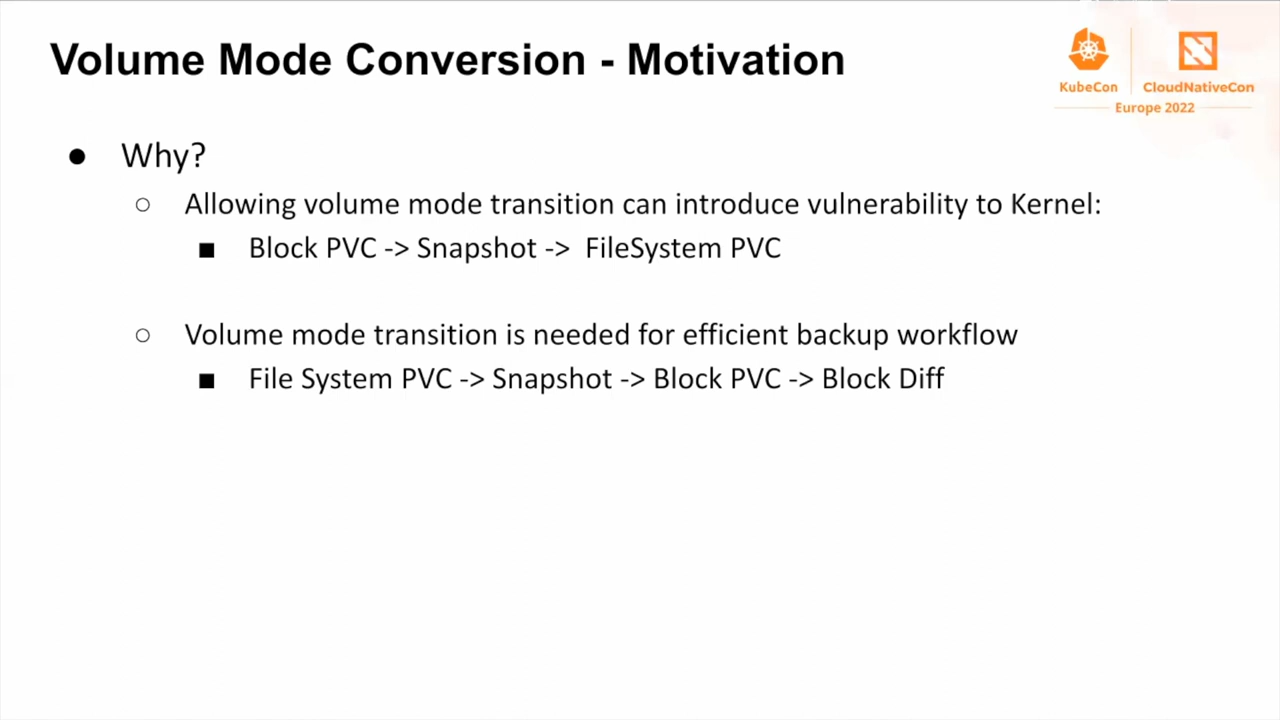 Volume Mode Conversion - Motivation
KubeCon
CloudNativeCon
Europe 2022
● Why?
○ Allowing volume mode transition can introduce vulnerability to Kernel:
■ Block PVC -> Snapshot -> FileSystem PVC
○ Volume mode transition is needed for efficient backup workflow
■ File System PVC -> Snapshot -> Block PVC -> Block Diff